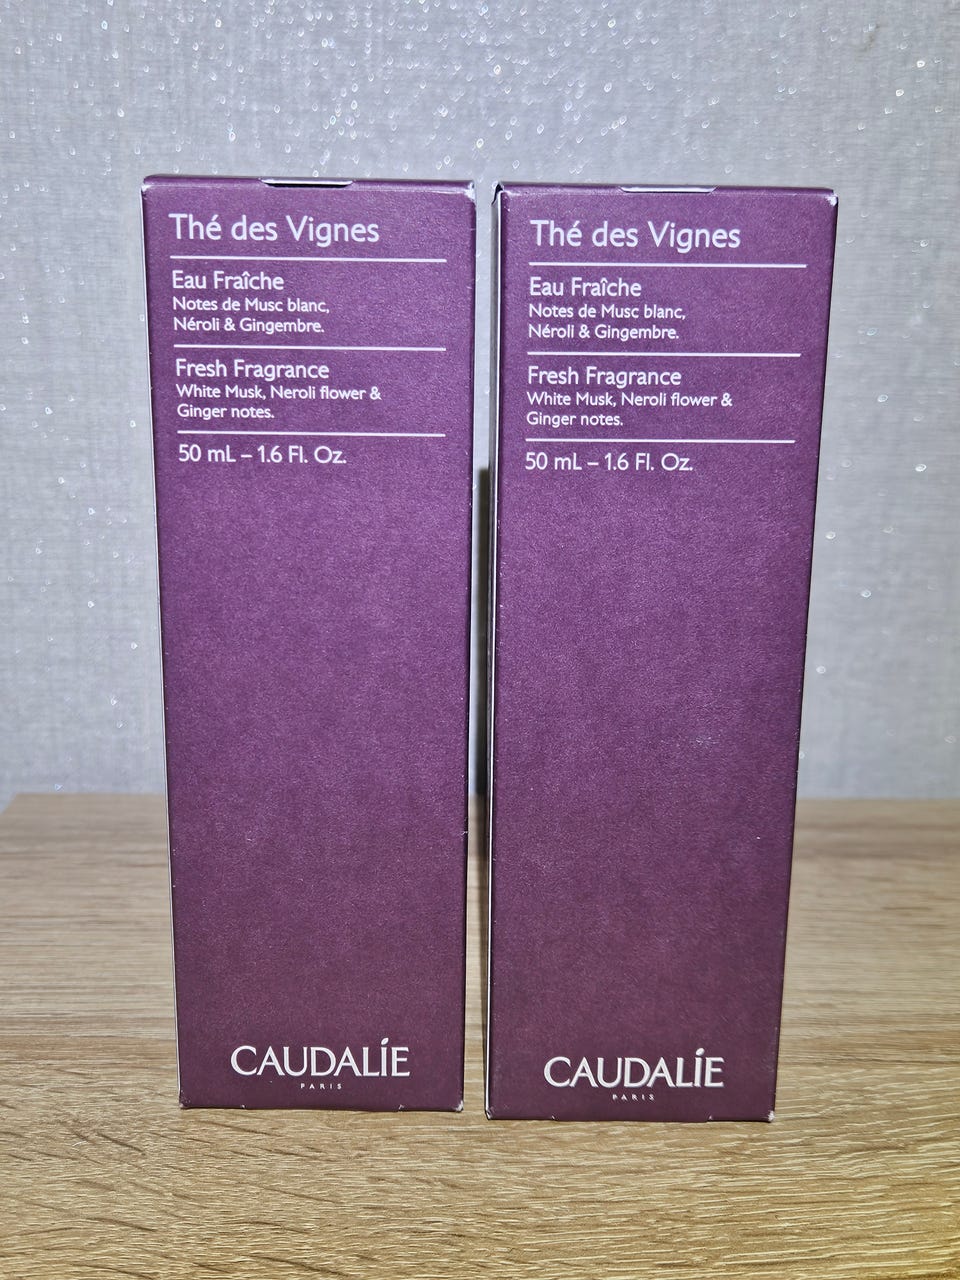 Thé des Vignes
Eau Fraîche
Notes de Musc blanc,
Néroli & Gingembre.
Fresh Fragrance
White Musk, Neroli flower &
Ginger notes.
50 mL – 1.6 Fl. Oz.
CAUDALÍE
PARIS
Thé des Vignes
Eau Fraîche
Notes de Musc blanc,
Néroli & Gingembre.
Fresh Fragrance
White Musk, Neroli flower &
Ginger notes.
50 mL – 1.6 Fl. Oz.
CAUDALÍE
PARIS